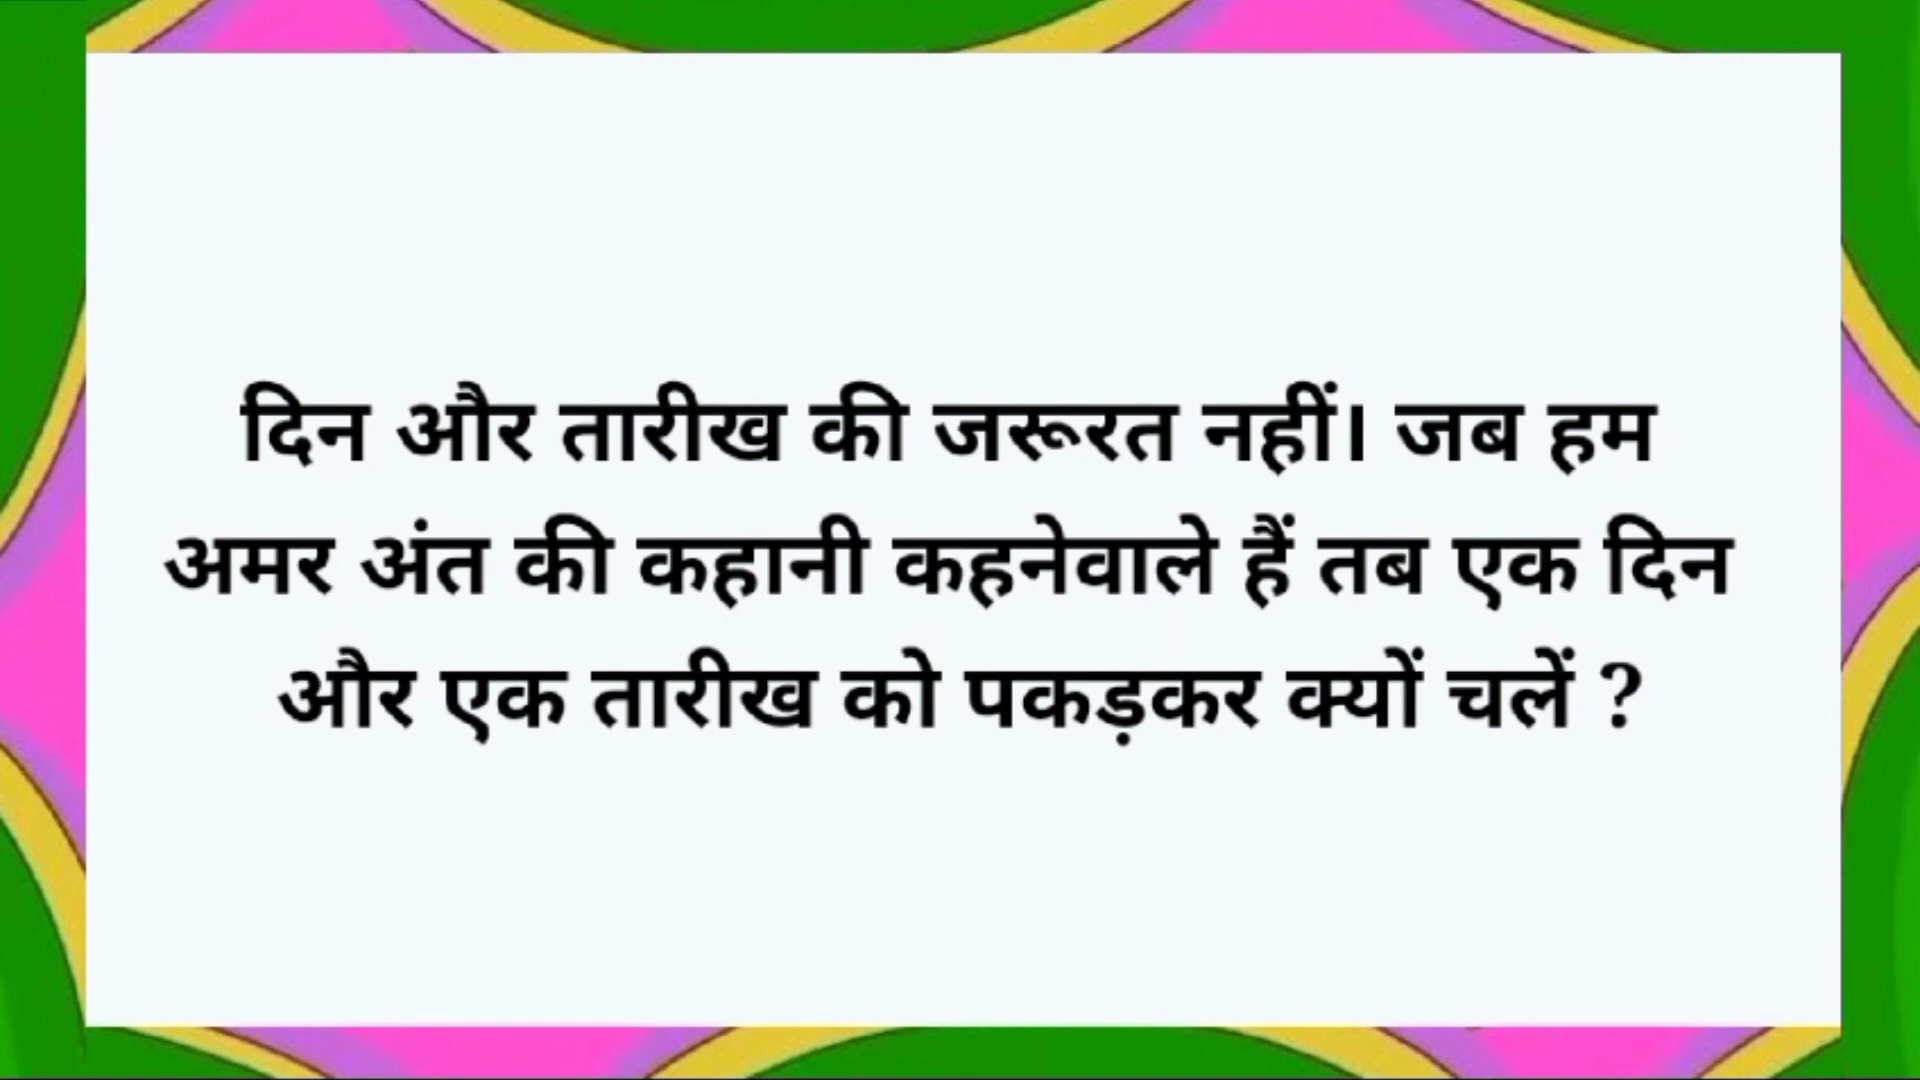 दिन और तारीख की जरूरत नहीं। जब हम
अमर अंत की कहानी कहनेवाले हैं तब एक दिन
और एक तारीख को पकड़कर क्यों चलें ?